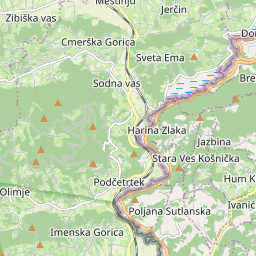 Mestinju
Jerčin
Zibiška vas
Cmerška Gorica
Sveta Ema
Sodna vas
Harina Zlaka
Jazbina
Stara Ves Košnička
Hum K
Podčetrtek
Olimje
Ivanić
Poljana Sutlanska
Imenska Gorica